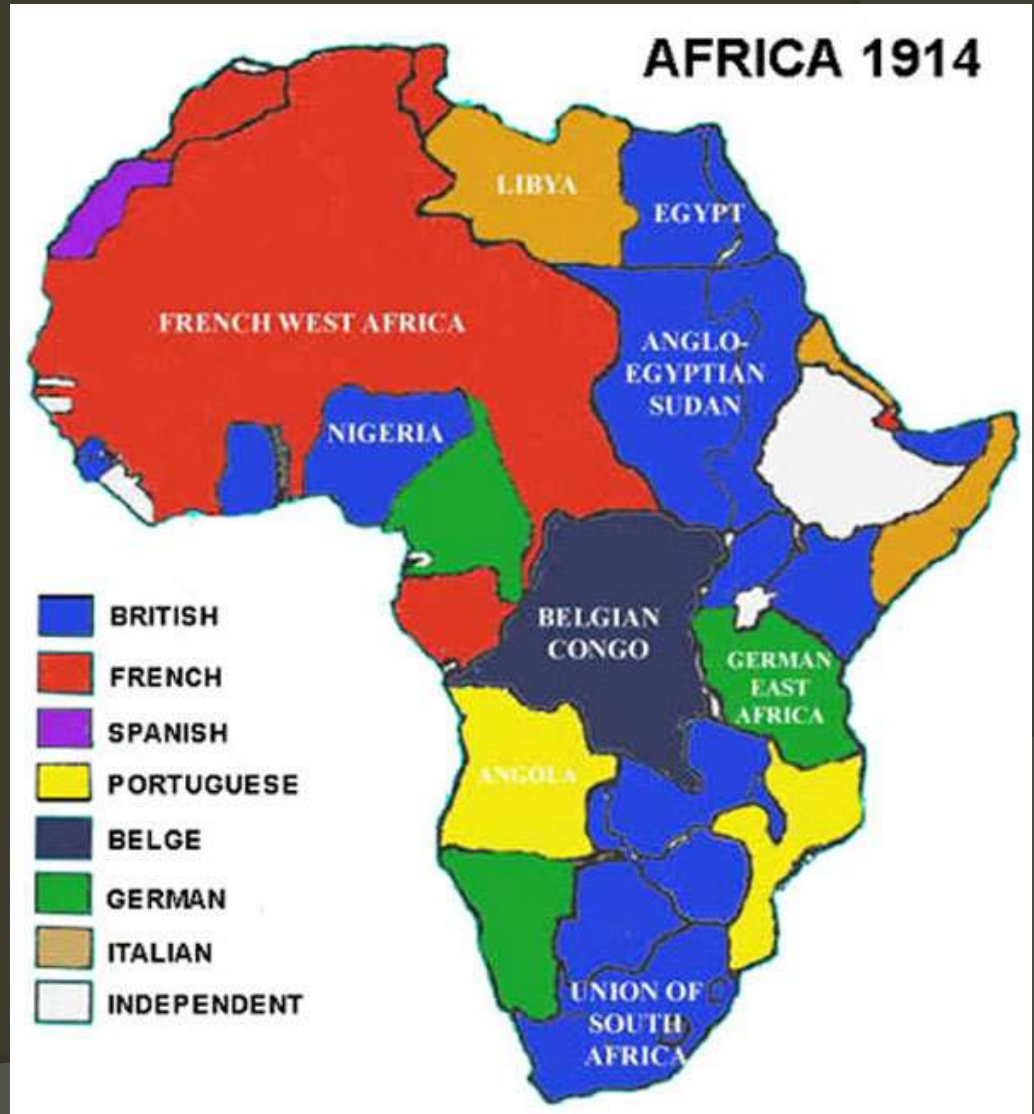 AFRICA 1914
LIBYA
EGYPT
FRENCH WEST AFRICA
ANGLO-
EGYPTIAN
SUDAN
NIGERIA
BELGIAN
CONGO
GERMAN
EAST
AFRICA
ANGOLA
UNION OF
SOUTH
AFRICA
BRITISH
FRENCH
SPANISH
PORTUGUESE
BELGE
GERMAN
ITALIAN
INDEPENDENT